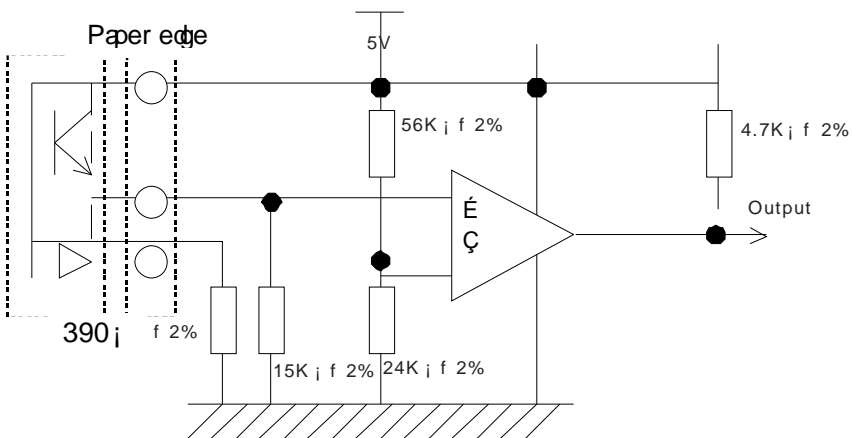 Paper edge
5V
56K ¡ f 2%
4.7K ¡ f 2%
É
Ç
Output
390¡ f 2%
15K ¡ f 2%
24K ¡ f 2%